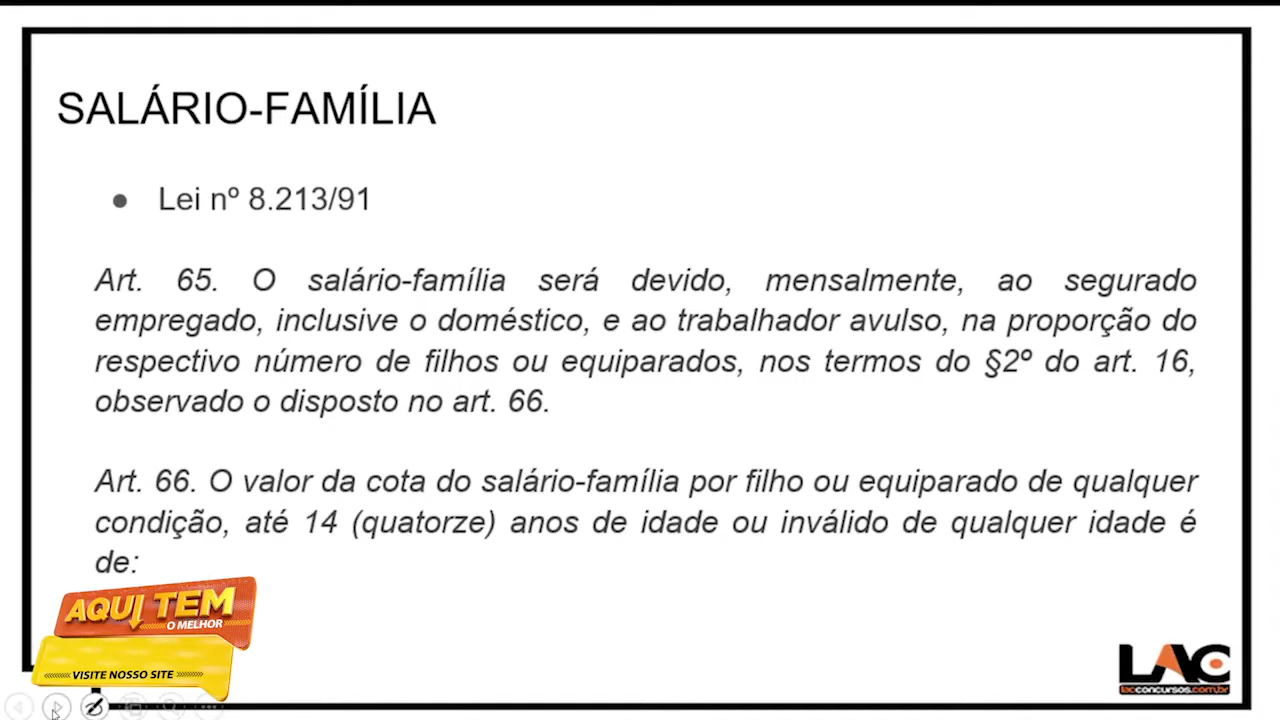 SALÁRIO-FAMÍLIA
● Lei nº 8.213/91
Art. 65. O salário-família será devido, mensalmente, ao segurado
empregado, inclusive o doméstico, e ao trabalhador avulso, na proporção do
respectivo número de filhos ou equiparados, nos termos do §2º do art. 16,
observado o disposto no art. 66.
Art. 66. O valor da cota do salário-família por filho ou equiparado de qualquer
condição, até 14 (quatorze) anos de idade ou inválido de qualquer idade é
de:
AQUI TEM
O MELHOR
VISITE NOSSO SITE
LAC
lacconcursos.com.br